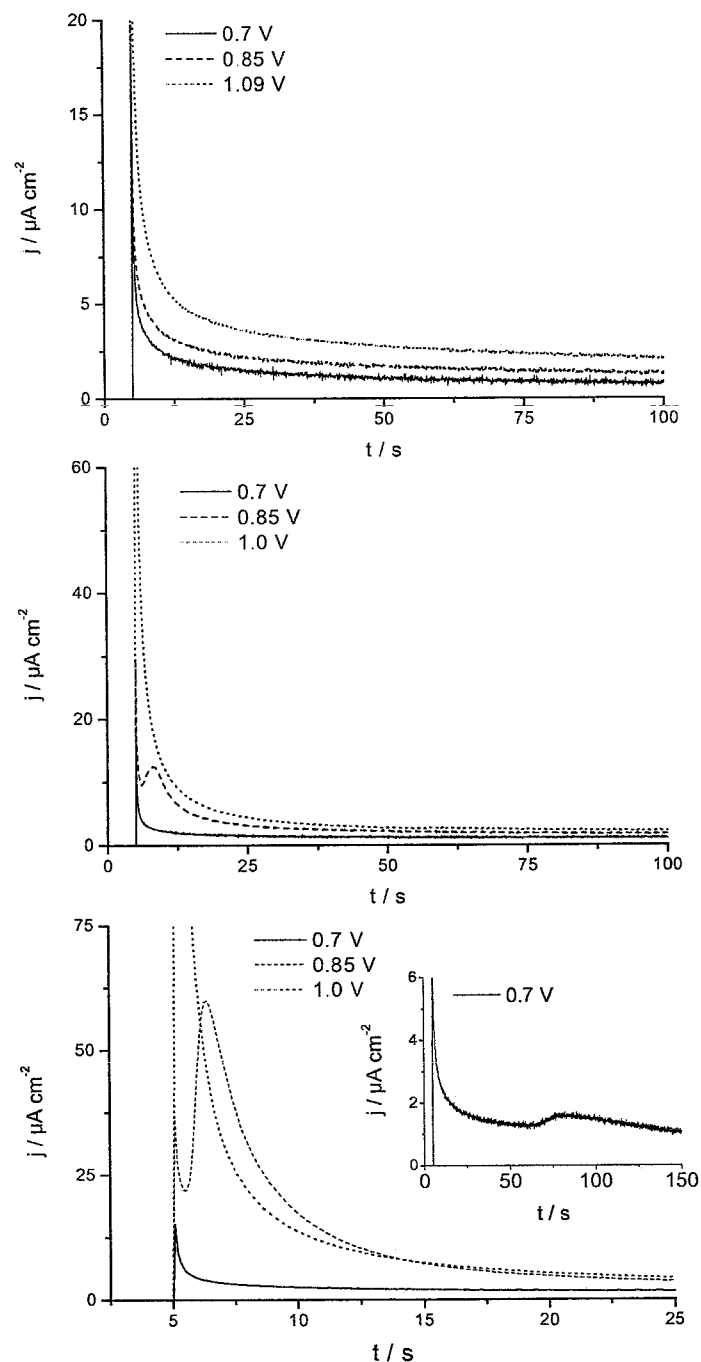 20
15
10
5
0
j / µA cm⁻²
0.7 V
0.85 V
1.09 V
0 25 50 75 100
t / s
60
40
20
0
j / µA cm⁻²
0.7 V
0.85 V
1.0 V
0 25 50 75 100
t / s
75
50
25
0
j / µA cm⁻²
0.7 V
0.85 V
1.0 V
6
4
2
0
j / µA cm⁻²
0.7 V
0 50 100 150
t / s
5 10 15 20 25
t / s